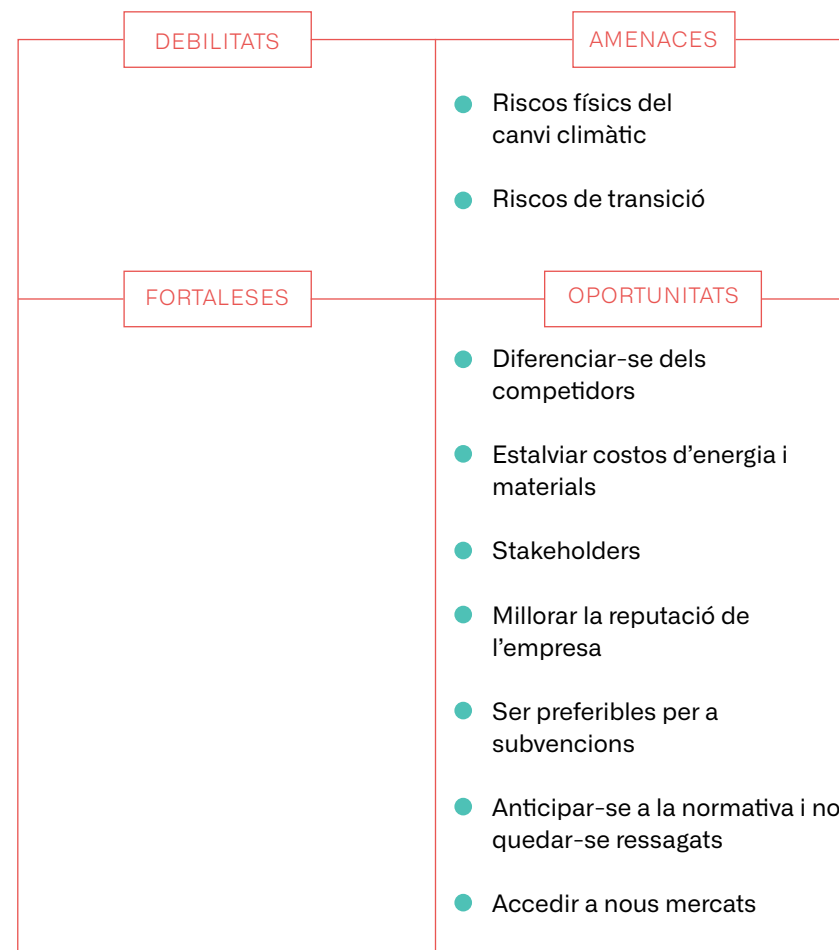 DEBILITATS
AMENACES
Riscos físics del
canvi climàtic
Riscos de transició
FORTALESES
OPORTUNITATS
Diferenciar-se dels
competidors
Estalviar costos d’energia i
materials
Stakeholders
Millorar la reputació de
l’empresa
Ser preferibles per a
subvencions
Anticipar-se a la normativa i no
quedar-se ressagats
Accedir a nous mercats